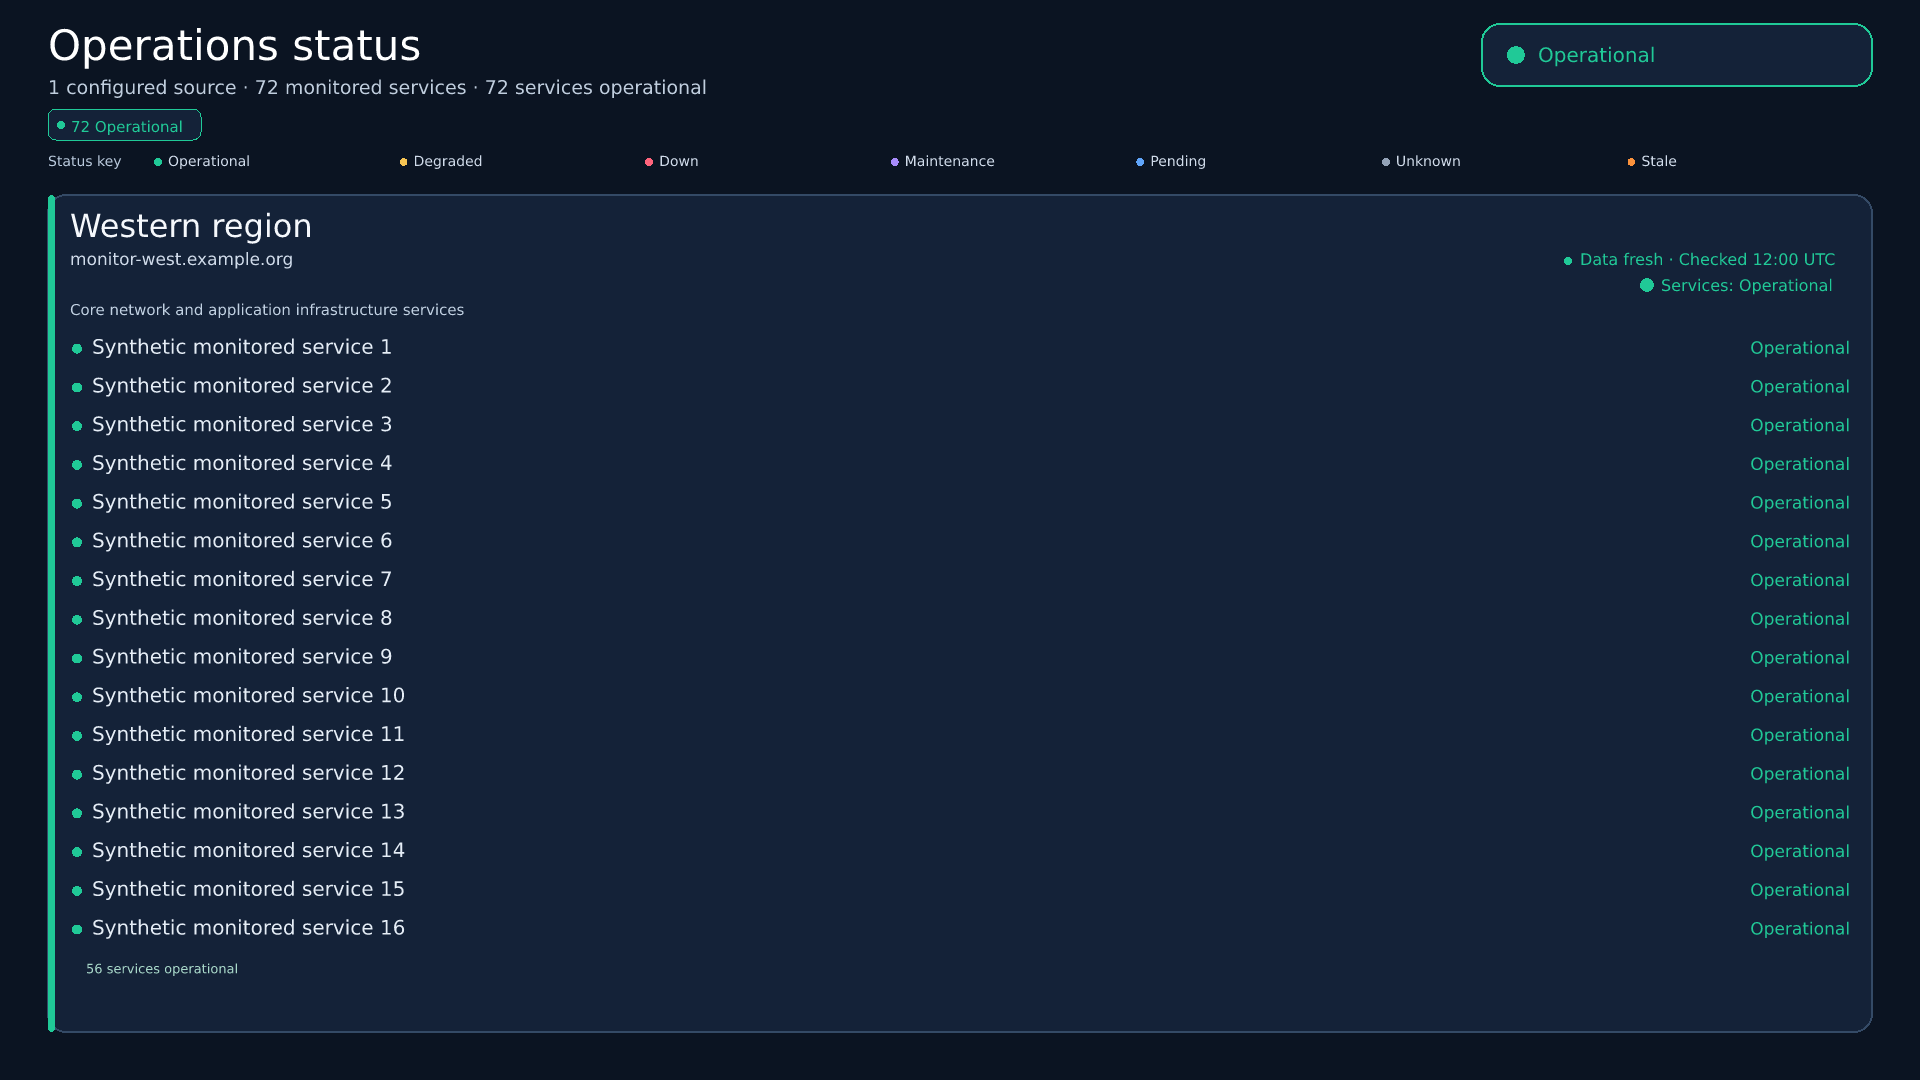 Operations status
Operational
1 configured source · 72 monitored services · 72 services operational
72 Operational
Status key Operational Degraded Down Maintenance Pending Unknown Stale
Western region
monitor-west.example.org
Data fresh · Checked 12:00 UTC
Services: Operational
Core network and application infrastructure services
Synthetic monitored service 1 Operational
Synthetic monitored service 2 Operational
Synthetic monitored service 3 Operational
Synthetic monitored service 4 Operational
Synthetic monitored service 5 Operational
Synthetic monitored service 6 Operational
Synthetic monitored service 7 Operational
Synthetic monitored service 8 Operational
Synthetic monitored service 9 Operational
Synthetic monitored service 10 Operational
Synthetic monitored service 11 Operational
Synthetic monitored service 12 Operational
Synthetic monitored service 13 Operational
Synthetic monitored service 14 Operational
Synthetic monitored service 15 Operational
Synthetic monitored service 16 Operational
56 services operational